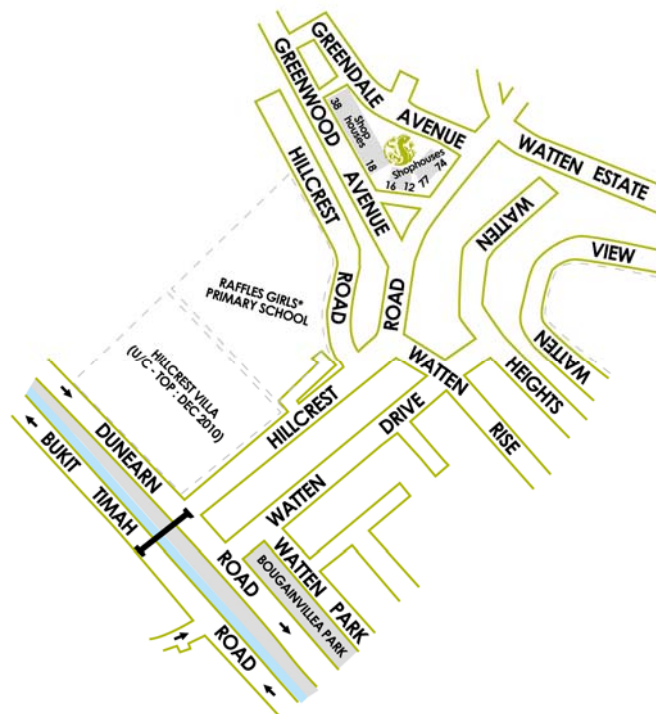 GREENDALE
AVENUE
GREENWOOD
AVENUE
38
Shop
houses
18
Shophouses
16
12
77
74
WATTEN ESTATE
HILLCREST
ROAD
WATTEN
VIEW
ROAD
RAFFLES GIRLS*
PRIMARY SCHOOL
WATTEN
HEIGHTS
WATTEN
RISE
HILLCREST VILLA
(U/C - TOP : DEC 2010)
HILLCREST
DRIVE
WATTEN
DUNEARN
ROAD
BUKIT
TIMAH
ROAD
WATTEN PARK
BOUGAINVILLEA PARK